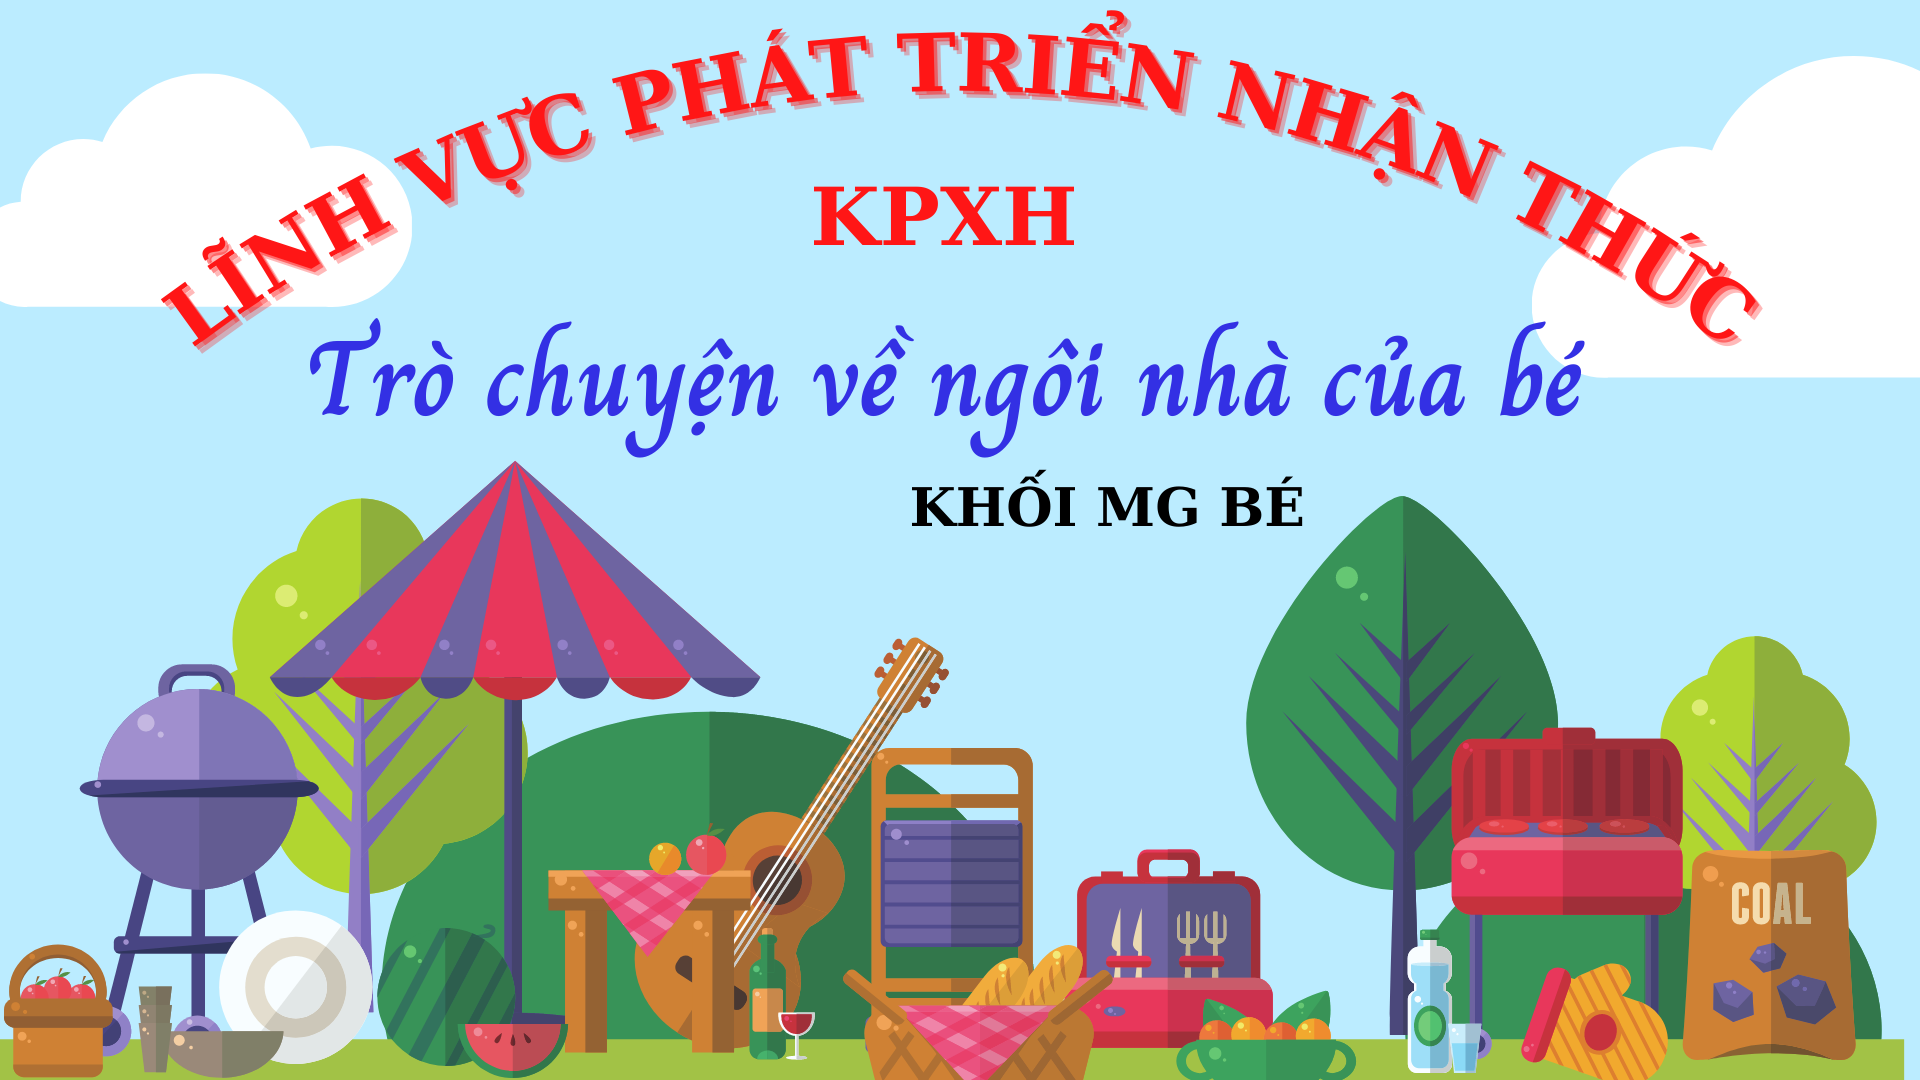 LĨNH VỰC PHÁT TRIỂN NHẬN THỨC
KPXH
Trò chuyện về ngôi nhà của bé
KHỐI MG BÉ
COAL